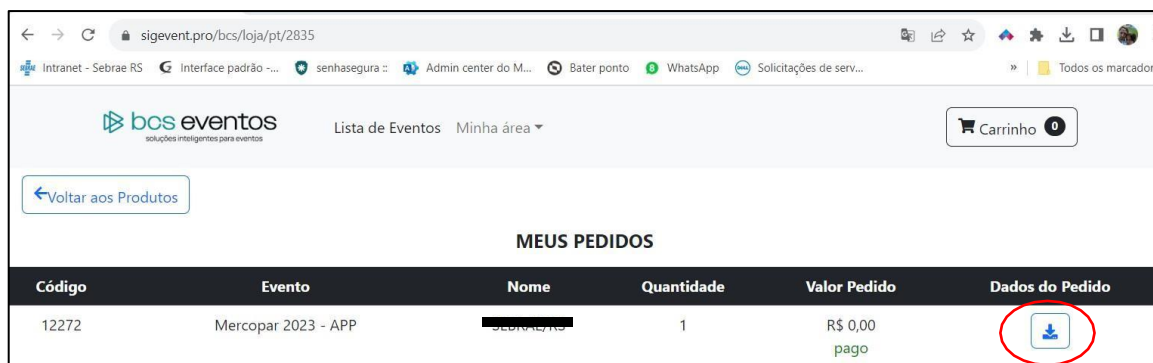 sigevent.pro/bcs/loja/pt/2835
Intranet - Sebrae RS Interface padrão -... senhasegura :: Admin center do M... Bater ponto WhatsApp Solicitações de serv... » Todos os marcador
bcs eventos
soluções inteligentes para eventos
Lista de Eventos Minha área Carrinho 0
Voltar aos Produtos
MEUS PEDIDOS
Código Evento Nome Quantidade Valor Pedido Dados do Pedido
12272 Mercopar 2023 - APP 1 R$ 0,00
pago